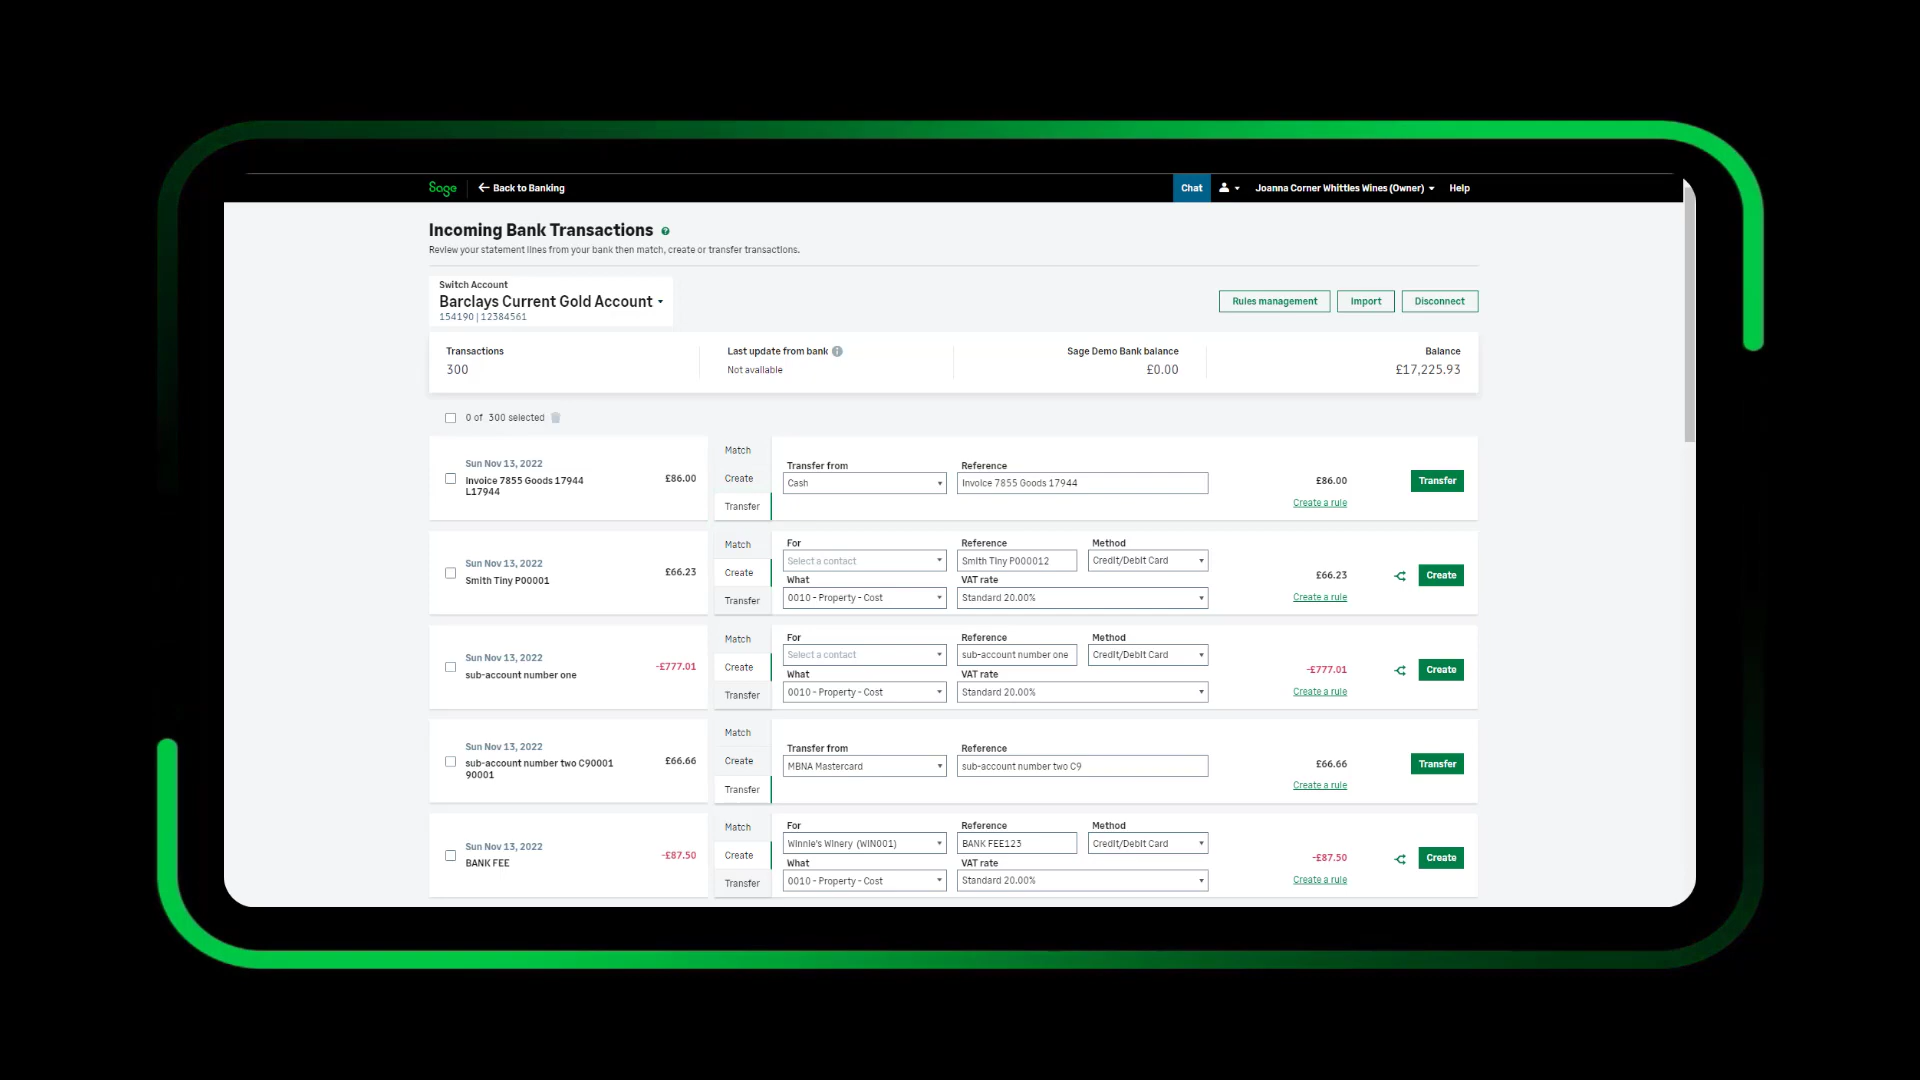 Sage
Back to Banking
Chat
Joanna Corner Whittles Wines (Owner)
Help
Incoming Bank Transactions
Review your statement lines from your bank then match, create or transfer transactions.
Switch Account
Barclays Current Gold Account
154190 | 12384561
Rules management
Import
Disconnect
Transactions
300
Last update from bank
Not available
Sage Demo Bank balance
£0.00
Balance
£17,225.93
0 of 300 selected
Sun Nov 13, 2022
Invoice 7855 Goods 17944
L17944
£86.00
Match
Create
Transfer
Transfer from
Cash
Reference
Invoice 7855 Goods 17944
£86.00
Create a rule
Transfer
Sun Nov 13, 2022
Smith Tiny P00001
£66.23
Match
Create
Transfer
For
Select a contact
Reference
Smith Tiny P000012
Method
Credit/Debit Card
What
0010 - Property - Cost
VAT rate
Standard 20.00%
£66.23
Create a rule
Create
Sun Nov 13, 2022
sub-account number one
-£777.01
Match
Create
Transfer
For
Select a contact
Reference
sub-account number one
Method
Credit/Debit Card
What
0010 - Property - Cost
VAT rate
Standard 20.00%
-£777.01
Create a rule
Create
Sun Nov 13, 2022
sub-account number two C90001
90001
£66.66
Match
Create
Transfer
Transfer from
MBNA Mastercard
Reference
sub-account number two C9
£66.66
Create a rule
Transfer
Sun Nov 13, 2022
BANK FEE
-£87.50
Match
Create
Transfer
For
Winnie's Winery (WIN001)
Reference
BANK FEE123
Method
Credit/Debit Card
What
0010 - Property - Cost
VAT rate
Standard 20.00%
-£87.50
Create a rule
Create